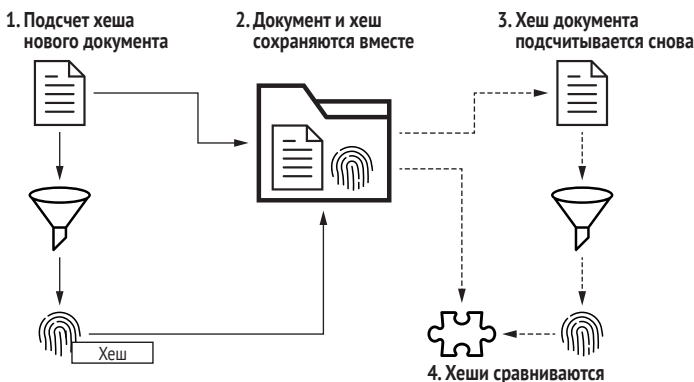 1. Подсчет хеша
нового документа
2. Документ и хеш
сохраняются вместе
3. Хеш документа
подсчитывается снова
Хеш
4. Хеши сравниваются